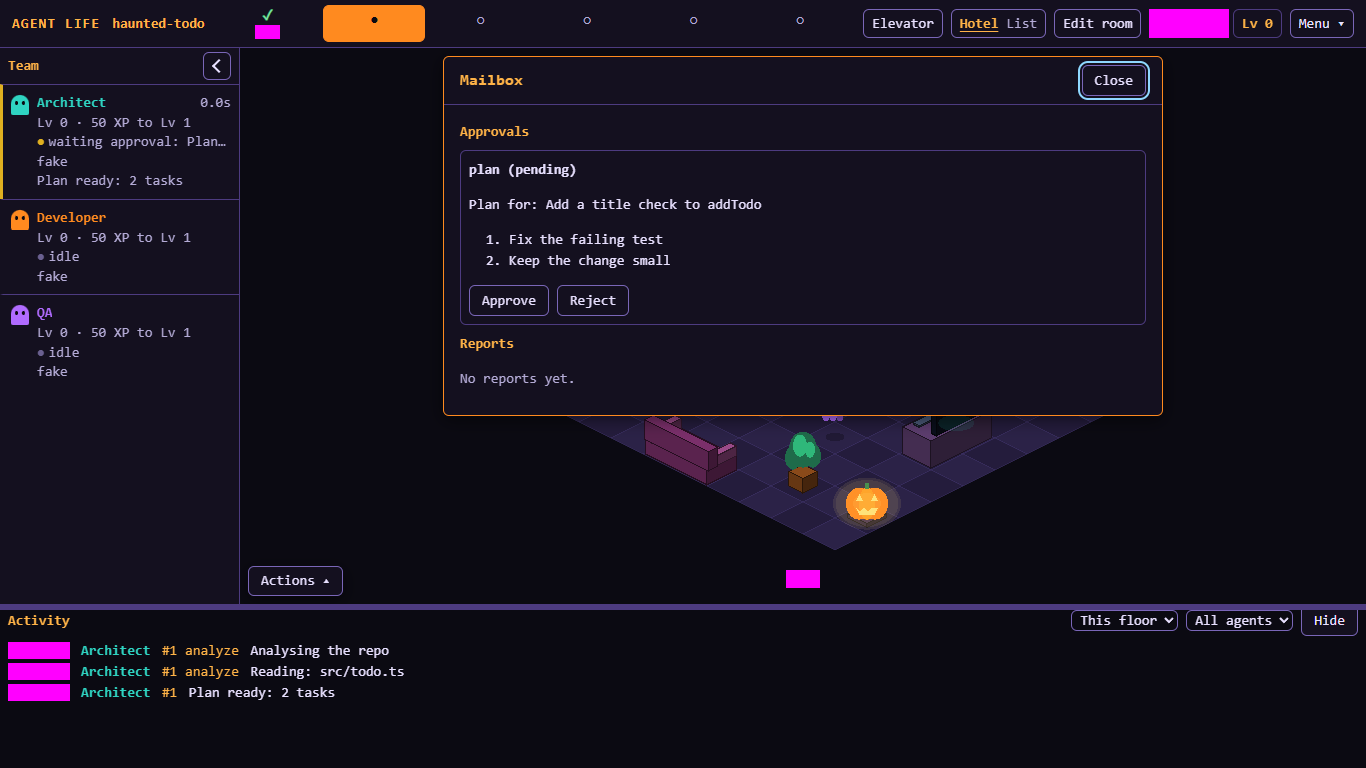 AGENT LIFE haunted-todo
Elevator
Hotel List
Edit room
Lv 0
Menu ▾
Team
Architect 0.0s
Lv 0 · 50 XP to Lv 1
waiting approval: Plan…
fake
Plan ready: 2 tasks
Developer
Lv 0 · 50 XP to Lv 1
idle
fake
QA
Lv 0 · 50 XP to Lv 1
idle
fake
Mailbox
Close
Approvals
plan (pending)
Plan for: Add a title check to addTodo
1. Fix the failing test
2. Keep the change small
Approve Reject
Reports
No reports yet.
Actions ▴
Activity
This floor All agents Hide
Architect #1 analyze Analysing the repo
Architect #1 analyze Reading: src/todo.ts
Architect #1 Plan ready: 2 tasks